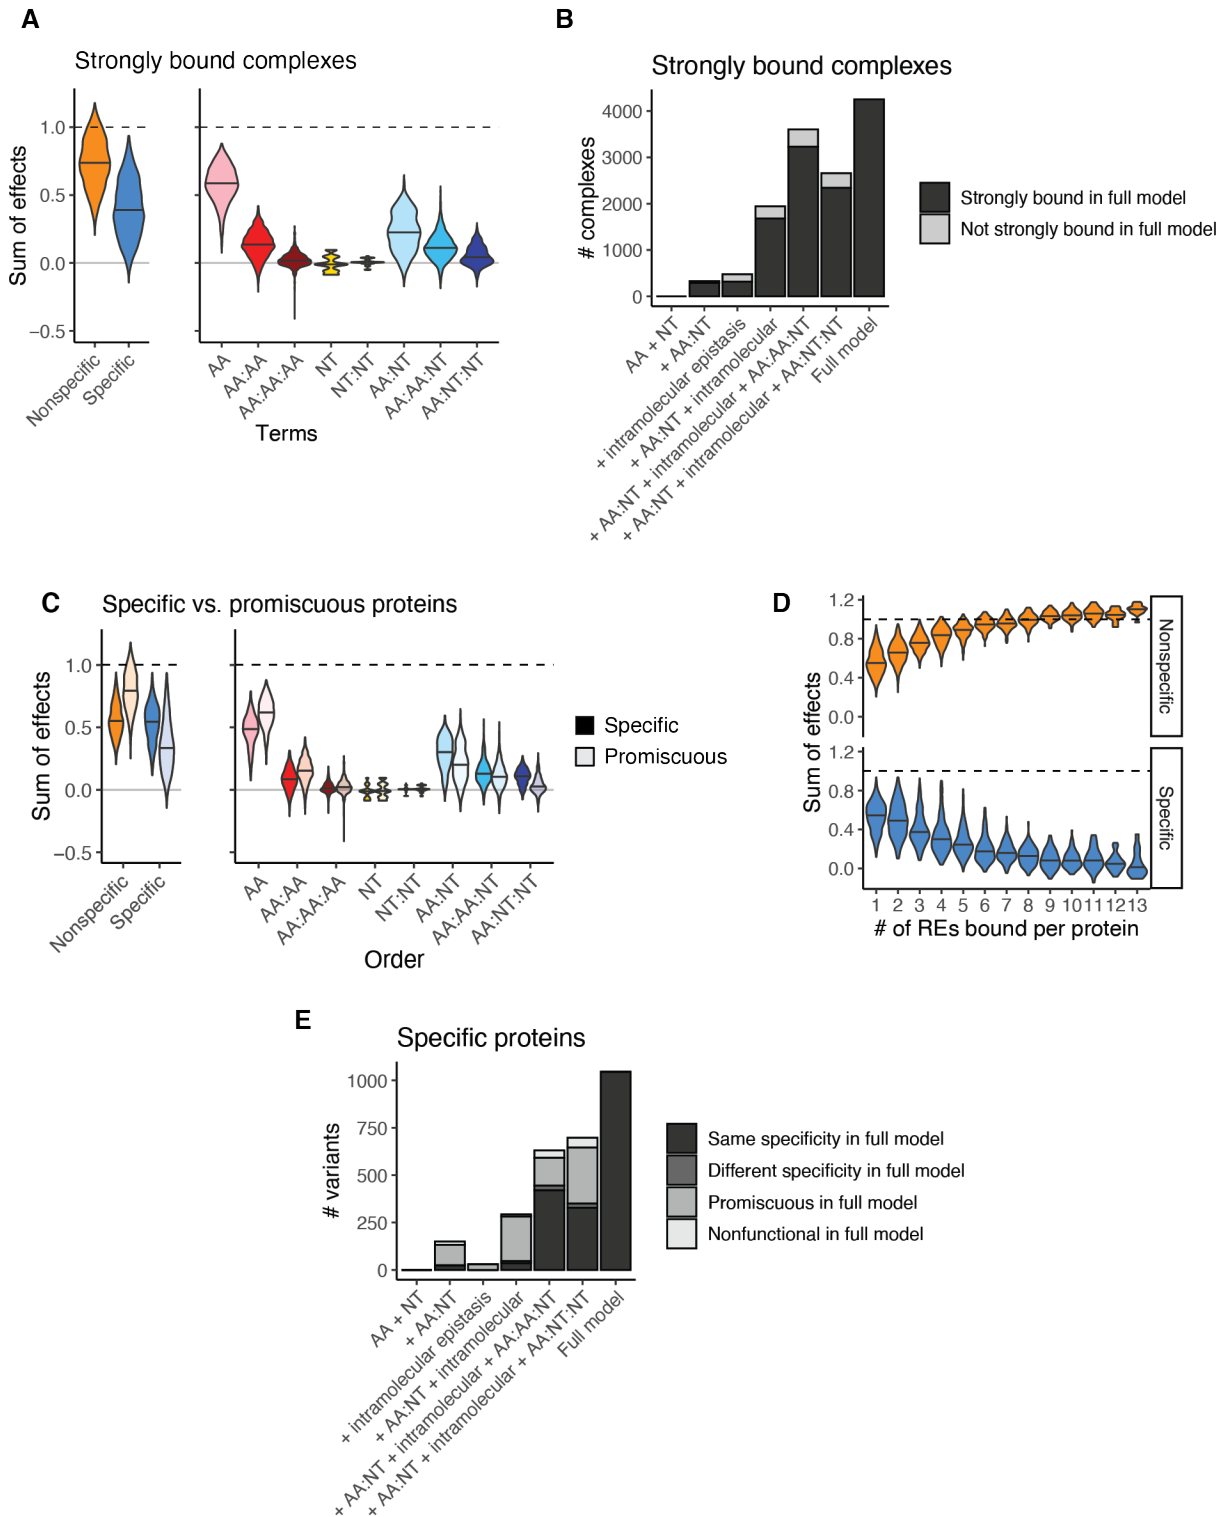 A
Strongly bound complexes
Sum of effects
1.0
0.5
0.0
−0.5
Nonspecific
Specific
AA
AA:AA
AA:AA:AA
NT
NT:NT
AA:NT
AA:AA:NT
AA:NT:NT
Terms
B
Strongly bound complexes
# complexes
4000
3000
2000
1000
0
AA + NT
+ AA:NT
+ intramolecular epistasis
+ AA:NT + intramolecular
+ AA:NT + intramolecular + AA:AA:NT
+ AA:NT + intramolecular + AA:NT:NT
Full model
Strongly bound in full model
Not strongly bound in full model
C
Specific vs. promiscuous proteins
Sum of effects
1.0
0.5
0.0
−0.5
Nonspecific
Specific
AA
AA:AA
AA:AA:AA
NT
NT:NT
AA:NT
AA:AA:NT
AA:NT:NT
Order
Specific
Promiscuous
D
Sum of effects
1.2
0.8
0.4
0.0
Nonspecific
1.2
0.8
0.4
0.0
Specific
1 2 3 4 5 6 7 8 9 10 11 12 13
# of REs bound per protein
E
Specific proteins
# variants
1000
750
500
250
0
AA + NT
+ AA:NT
+ intramolecular epistasis
+ AA:NT + intramolecular
+ AA:NT + intramolecular + AA:AA:NT
+ AA:NT + intramolecular + AA:NT:NT
Full model
Same specificity in full model
Different specificity in full model
Promiscuous in full model
Nonfunctional in full model